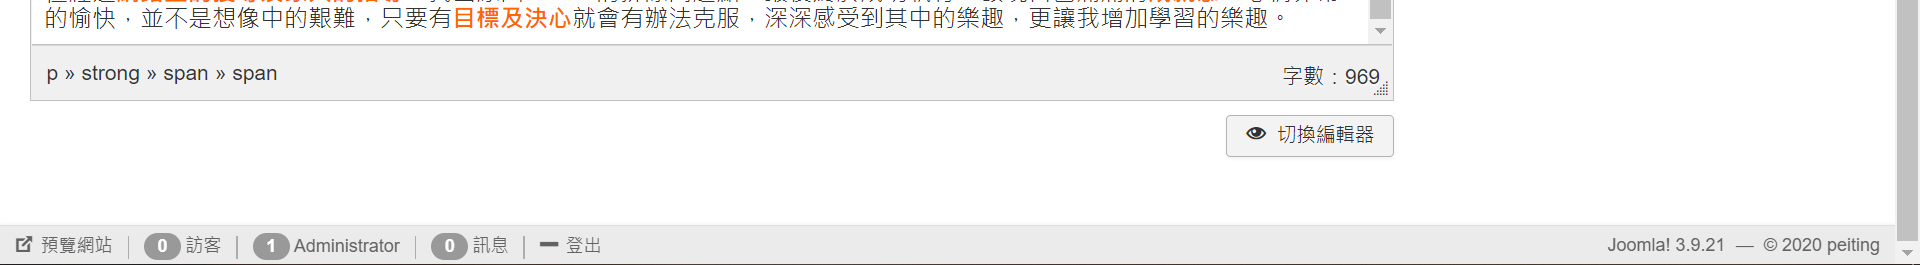 的愉快，並不是想像中的艱難，只要有目標及決心就會有辦法克服，深深感受到其中的樂趣，更讓我增加學習的樂趣。
p » strong » span » span
字數：969
切換編輯器
預覽網站 0 訪客 1 Administrator 0 訊息 登出 Joomla! 3.9.21 — © 2020 peiting